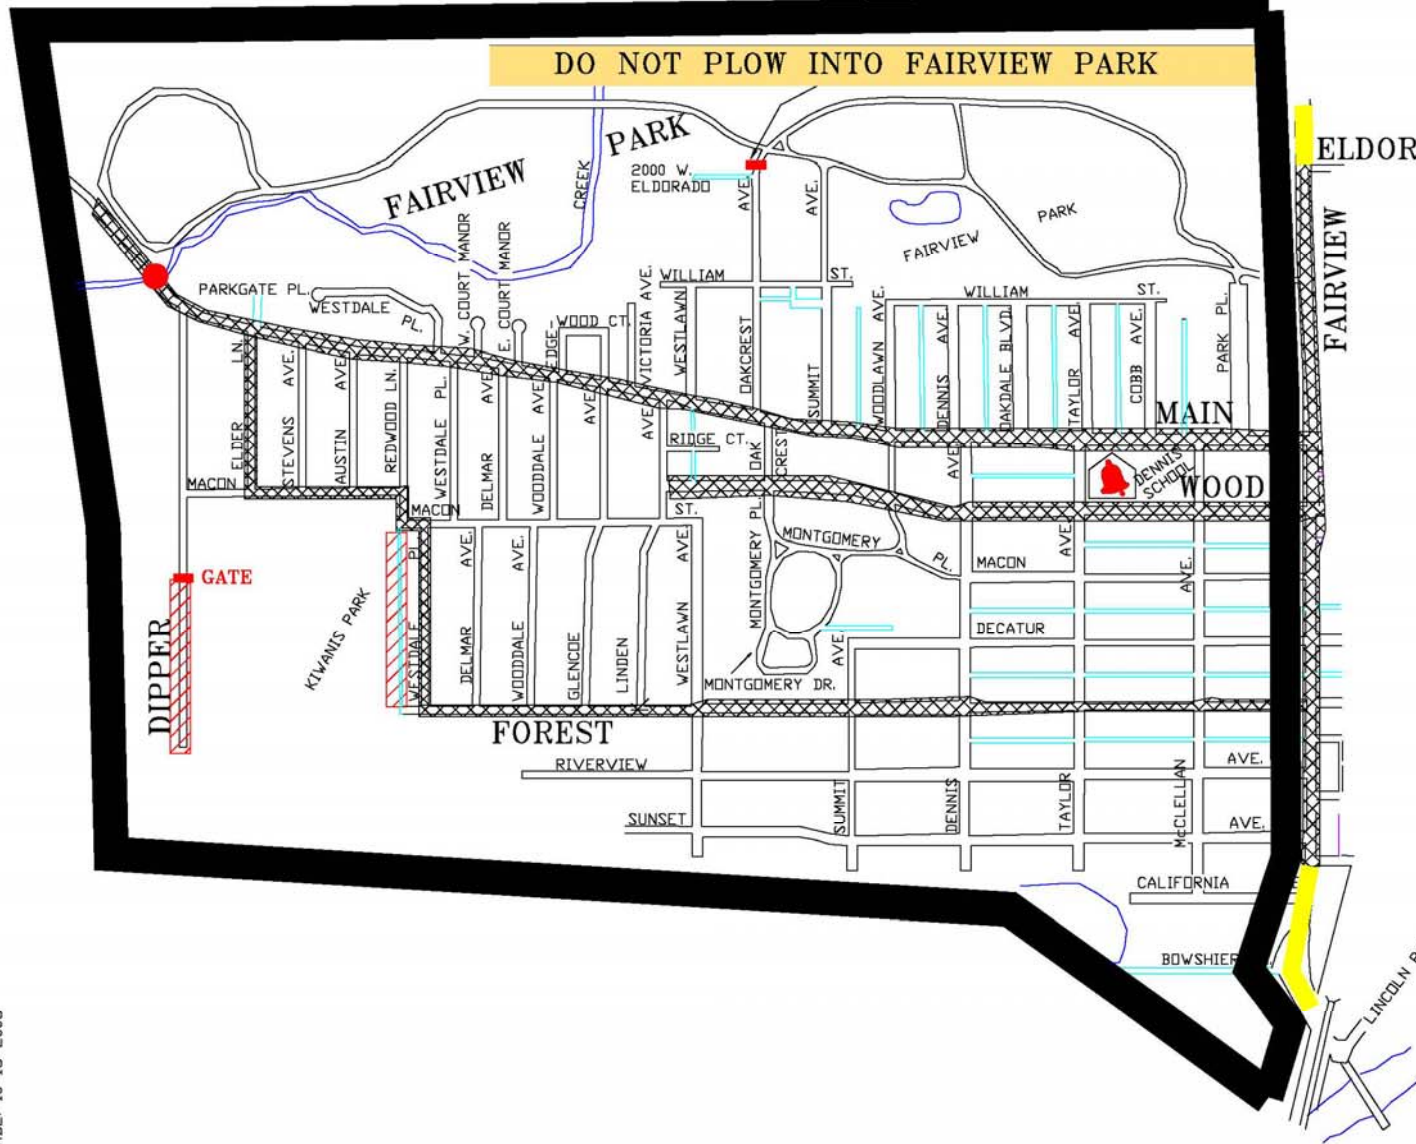 DO NOT PLOW INTO FAIRVIEW PARK
ELDOR
FAIRVIEW
PARK
FAIRVIEW
CREEK
2000 W.
ELDORADO
AVE.
AVE.
PARK
FAIRVIEW
FAIRVIEW
PARKGATE PL.
WESTDALE
PL.
W. COURT MANOR
E. COURT MANOR
WOOD CT.
EDGE-
VICTORIA AVE.
WILLIAM
ST.
WESTLAWN
OAKCREST
SUMMIT
WILLIAM
ST.
WOODLAWN AVE.
DENNIS AVE.
OAKDALE BLVD.
TAYLOR AVE.
COBB AVE.
PARK PL.
MAIN
ELDER LN.
STEVENS AVE.
AUSTIN AVE.
REDWOOD LN.
WESTDALE PL.
DELMAR AVE.
WOODDALE AVE.
AVE.
AVE.
RIDGE CT.
OAK
CREST
AVE.
DENNIS
SCHOOL
WOOD
MACON
MACON
ST.
MONTGOMERY PL.
MONTGOMERY
PL.
MACON
AVE.
AVE.
GATE
DIPPER
KIWANIS PARK
WESTDALE PL.
DELMAR AVE.
WOODDALE AVE.
GLENCOE
LINDEN
WESTLAWN AVE.
MONTGOMERY DR.
AVE.
DECATUR
FOREST
RIVERVIEW
AVE.
SUNSET
AVE.
SUMMIT
DENNIS
TAYLOR
McCLELLAN
CALIFORNIA
BOWSHIER
LINCOLN